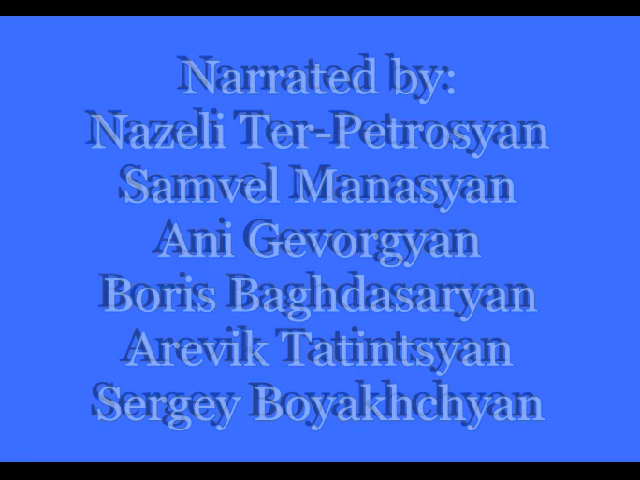 Narrated by:
Nazeli Ter-Petrosyan
Samvel Manasyan
Ani Gevorgyan
Boris Baghdasaryan
Arevik Tatintsyan
Sergey Boyakhchyan